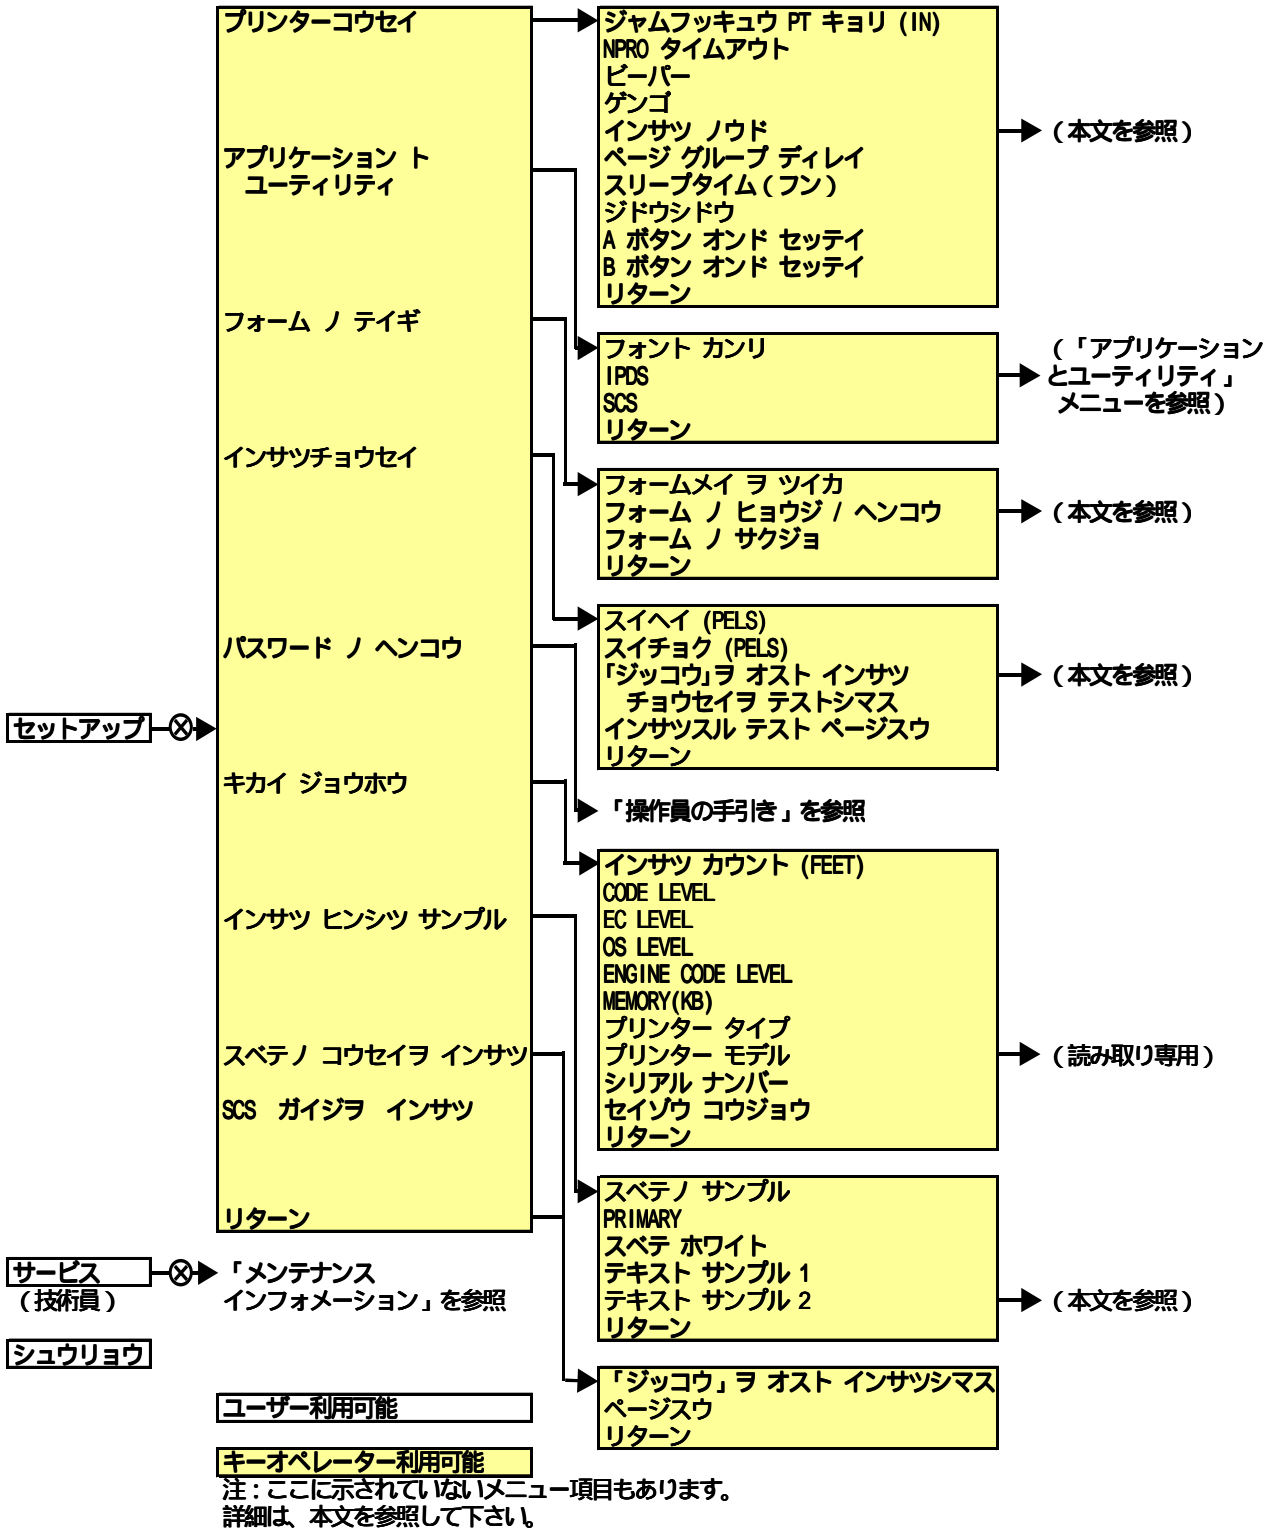 プリンターコウセイ
アプリケーション ト
ユーティリティ
フォーム ノ テイギ
インサツチョウセイ
パスワード ノ ヘンコウ
セットアップ
キカイ ジョウホウ
インサツ ヒンシツ サンプル
スベテノ コウセイヲ インサツ
SCS ガイジヲ インサツ
リターン
ジャムフッキュウ PT キョリ (IN)
NPRO タイムアウト
ビーパー
ゲンゴ
インサツ ノウド
ページ グループ ディレイ
スリープタイム(フン)
ジドウシドウ
A ボタン オンド セッテイ
B ボタン オンド セッテイ
リターン
(本文を参照)
フォント カンリ
IPDS
SCS
リターン
(「アプリケーション
とユーティリティ」
メニューを参照)
フォームメイ ヲ ツイカ
フォーム ノ ヒョウジ / ヘンコウ
フォーム ノ サクジョ
リターン
(本文を参照)
スイヘイ (PELS)
スイチョク (PELS)
「ジッコウ」ヲ オスト インサツ
チョウセイヲ テストシマス
インサツスル テスト ページスウ
リターン
(本文を参照)
「操作員の手引き」を参照
インサツ カウント (FEET)
CODE LEVEL
EC LEVEL
OS LEVEL
ENGINE CODE LEVEL
MEMORY(KB)
プリンター タイプ
プリンター モデル
シリアル ナンバー
セイゾウ コウジョウ
リターン
(読み取り専用)
スベテノ サンプル
PRIMARY
スベテ ホワイト
テキスト サンプル 1
テキスト サンプル 2
リターン
(本文を参照)
「ジッコウ」ヲ オスト インサツシマス
ページスウ
リターン
サービス
(技術員)
「メンテナンス
インフォメーション」を参照
シュウリョウ
ユーザー利用可能
キーオペレーター利用可能
注:ここに示されていないメニュー項目もあります。
詳細は、本文を参照して下さい。